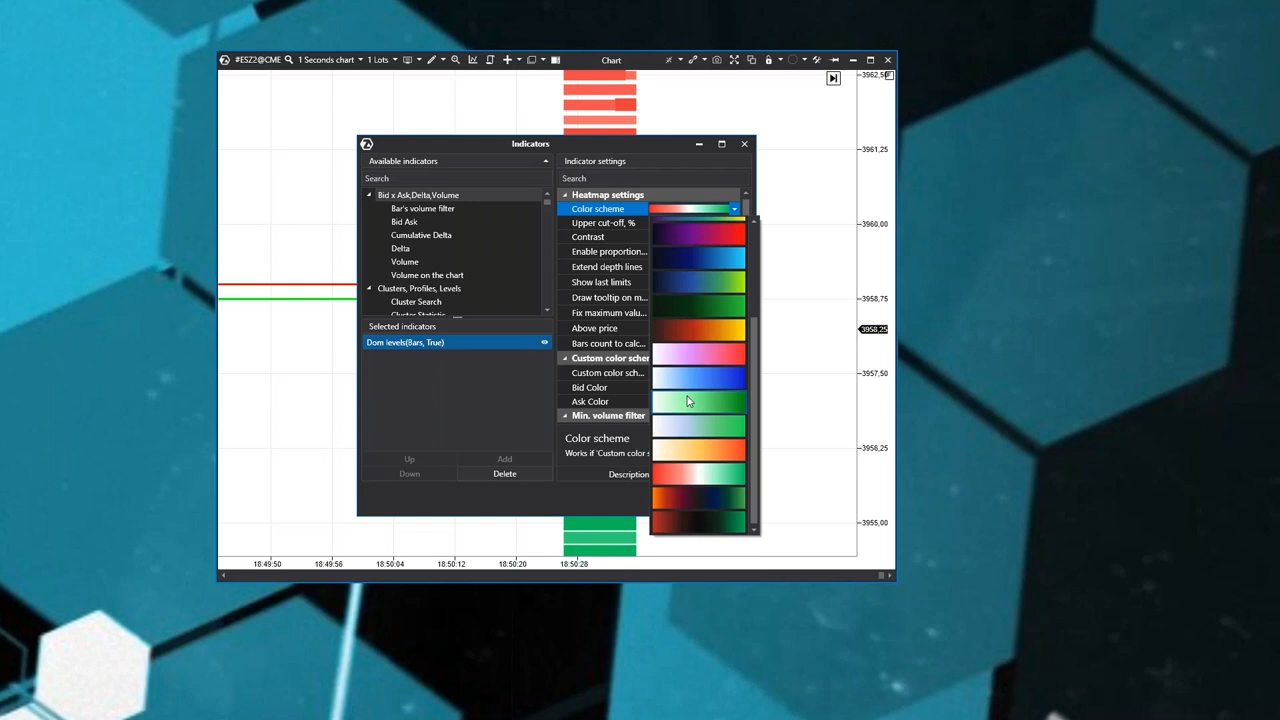 #ESZ2@CME 1 Seconds chart 1 Lots Chart
3962,50
3961,25
3960,00
3958,75
3958,25
3957,50
3956,25
3955,00
18:49:50 18:49:56 18:50:04 18:50:12 18:50:20 18:50:28
Indicators
Available indicators
Search
Bid x Ask,Delta,Volume
Bar's volume filter
Bid Ask
Cumulative Delta
Delta
Volume
Volume on the chart
Clusters, Profiles, Levels
Cluster Search
Cluster Statistic
Selected indicators
Dom levels(Bars, True)
Up Add
Down Delete
Indicator settings
Search
Heatmap settings
Color scheme
Upper cut-off, %
Contrast
Enable proportion...
Extend depth lines
Show last limits
Draw tooltip on m...
Fix maximum valu...
Above price
Bars count to calc...
Custom color scher
Custom color sch...
Bid Color
Ask Color
Min. volume filter
Color scheme
Works if 'Custom color s
Description